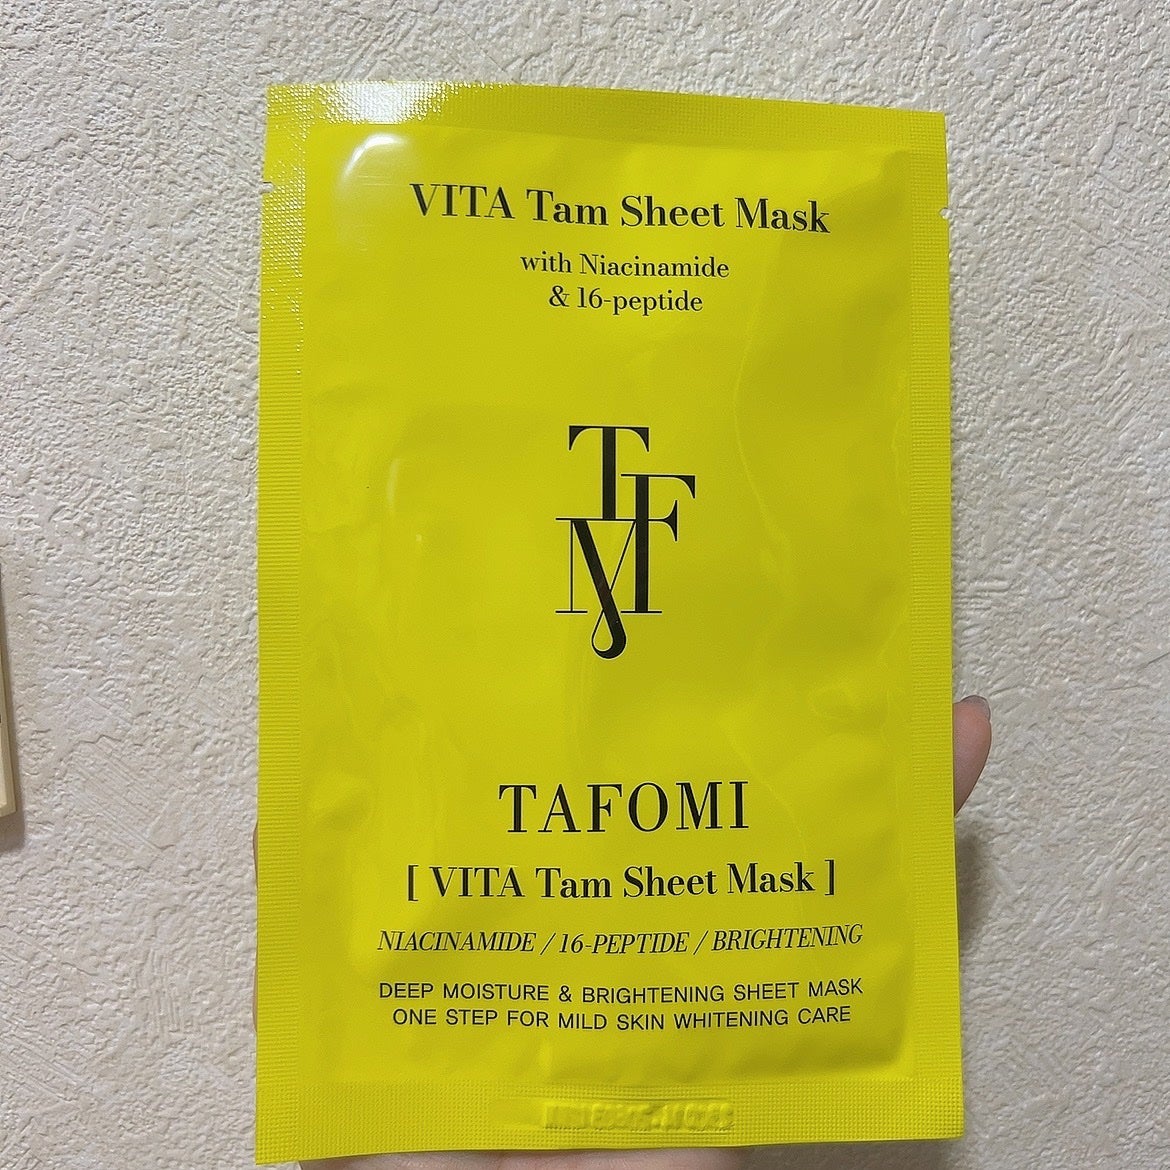 VITA Tam Sheet Mask
with Niacinamide
& 16-peptide
TFM
TAFOMI
[ VITA Tam Sheet Mask ]
NIACINAMIDE / 16-PEPTIDE / BRIGHTENING
DEEP MOISTURE & BRIGHTENING SHEET MASK
ONE STEP FOR MILD SKIN WHITENING CARE